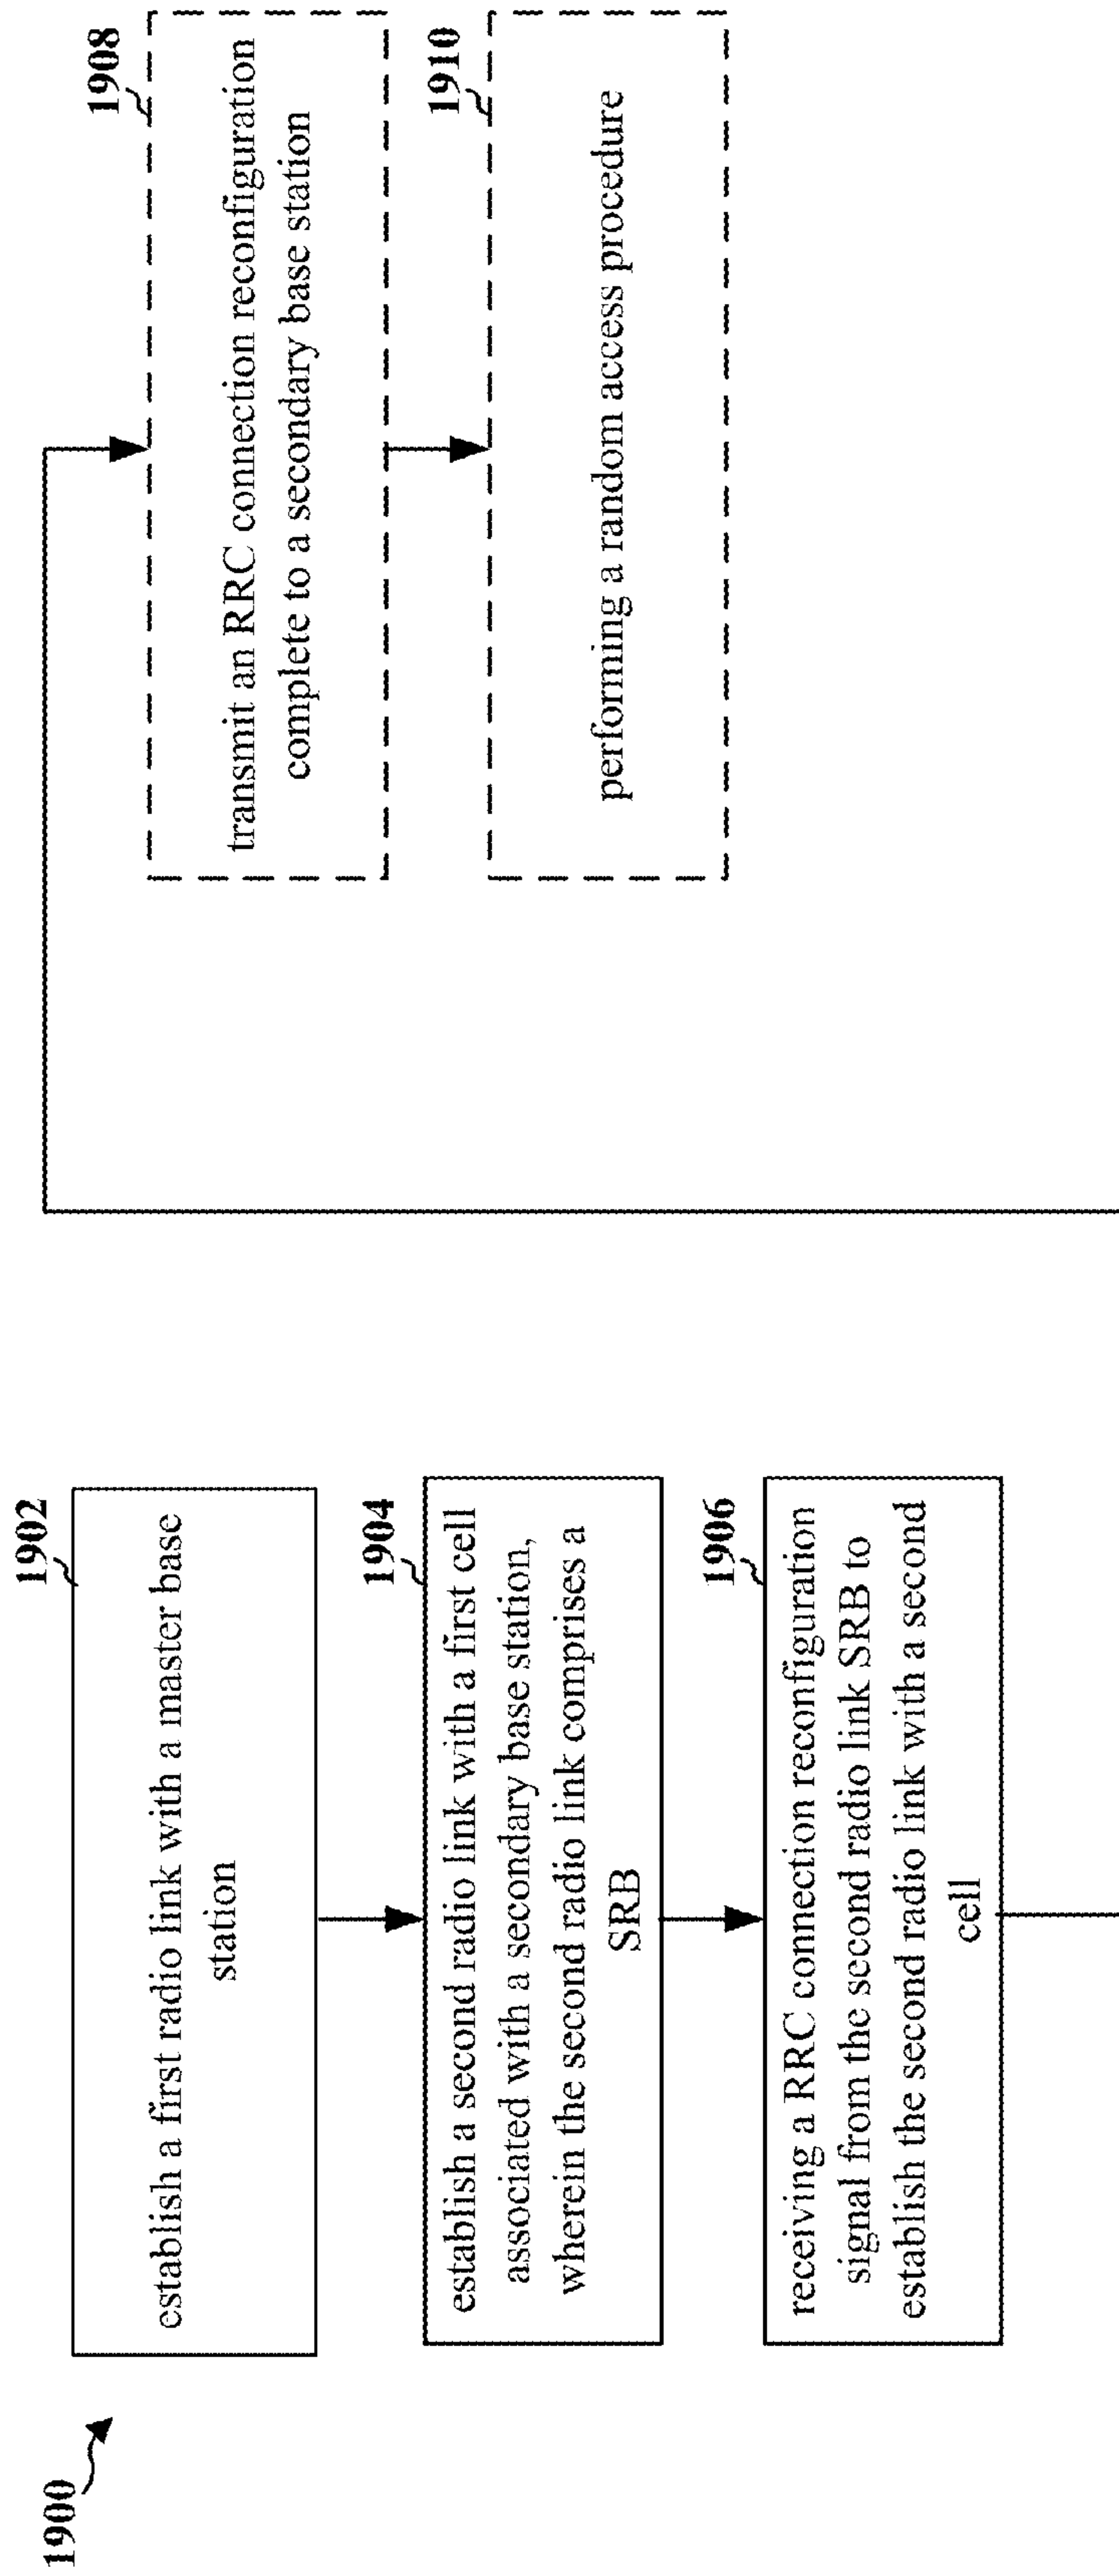 1900
1902
establish a first radio link with a master base
station
1904
establish a second radio link with a first cell
associated with a secondary base station,
wherein the second radio link comprises a
SRB
1906
receiving a RRC connection reconfiguration
signal from the second radio link SRB to
establish the second radio link with a second
cell
1908
transmit an RRC connection reconfiguration
complete to a secondary base station
1910
performing a random access procedure